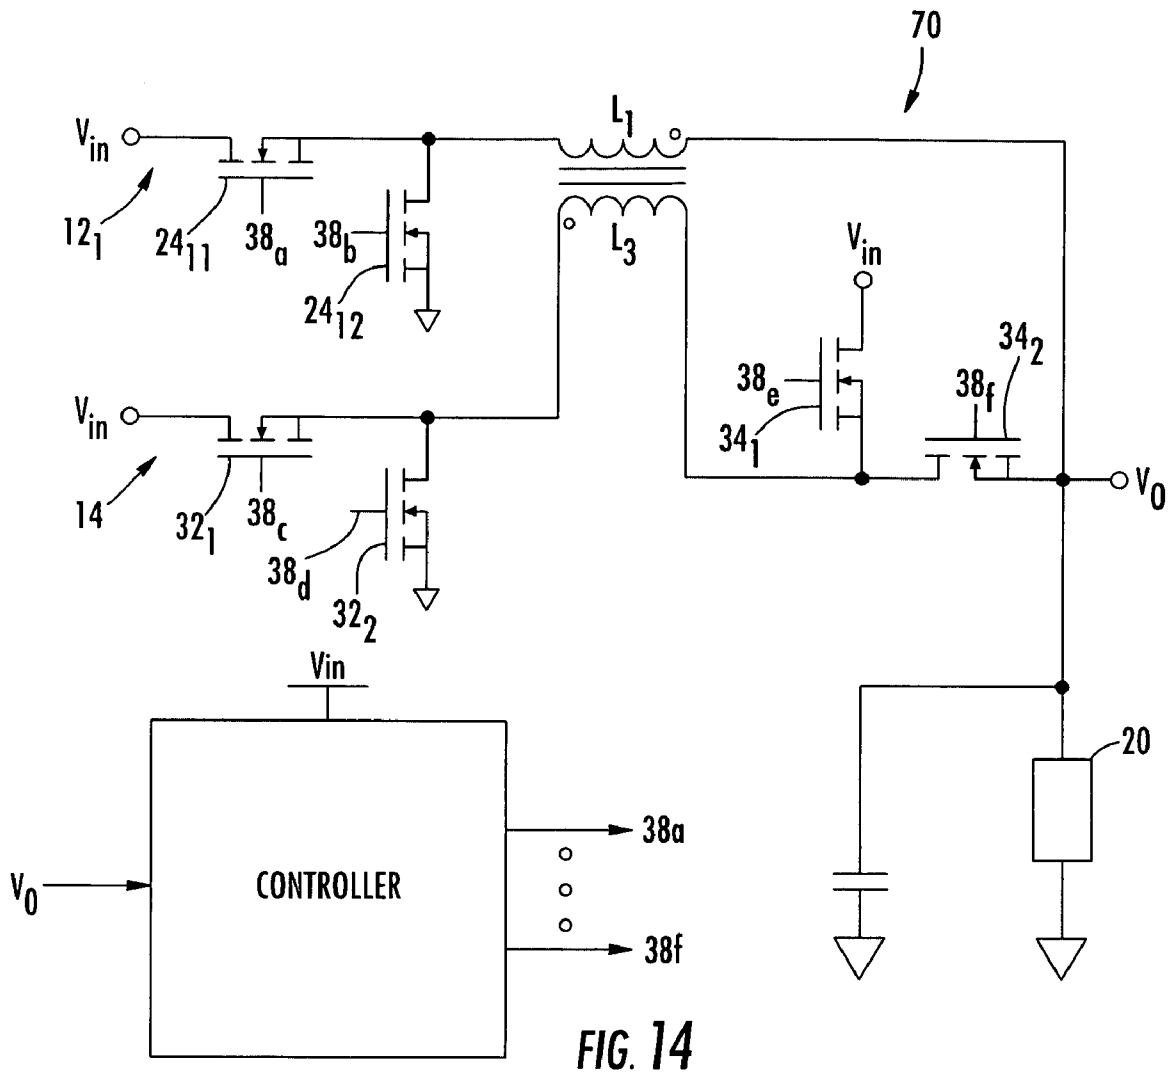 70
L1
Vin
121
2411
38a
38b
2412
L3
Vin
Vin
14
321
38c
38d
322
38e
341
38f
342
V0
Vin
CONTROLLER
V0
38a
38f
20
FIG. 14